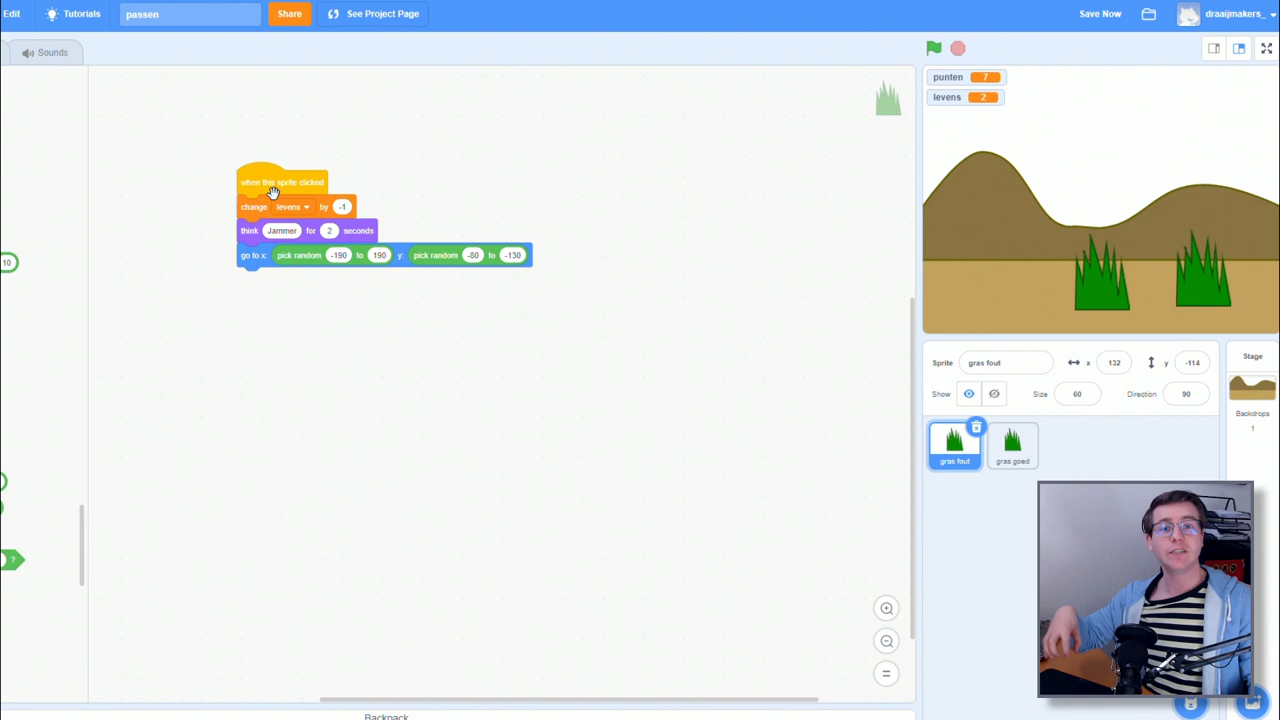 Edit Tutorials passen Share See Project Page Save Now draaijmakers_
Sounds
punten 7
levens 2
when this sprite clicked
change levens by -1
think Jammer for 2 seconds
go to x: pick random -190 to 190 y: pick random -80 to -130
10
?
Sprite gras fout x 132 y -114
Show Size 60 Direction 90
gras fout
gras goed
Stage
Backdrops
1
Backpack